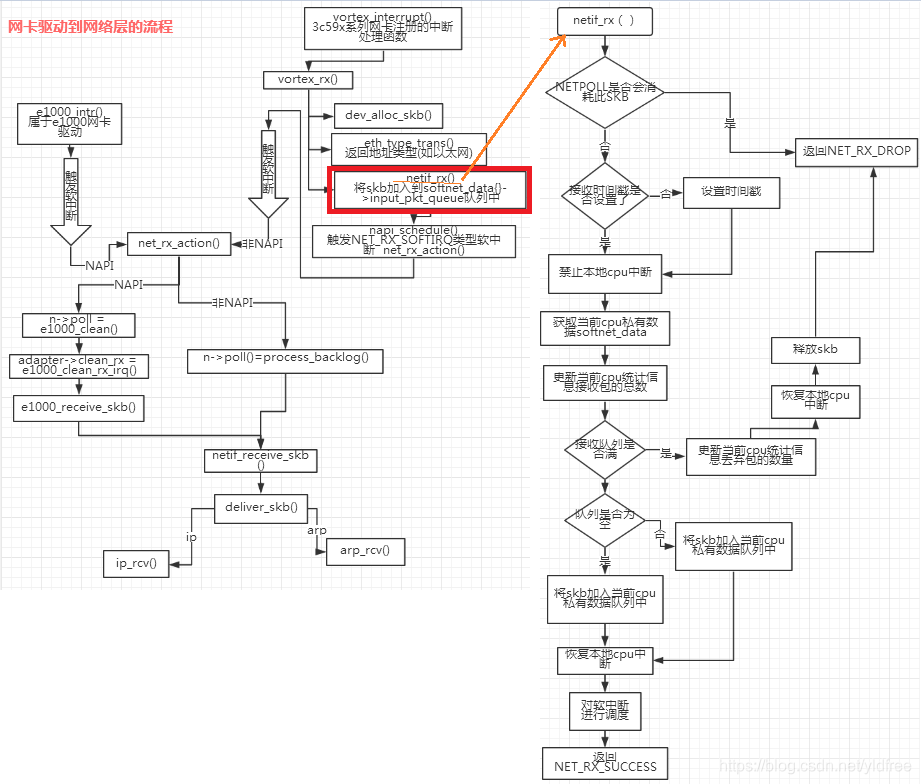 网卡驱动到网络层的流程
vortex_interrupt()
3c59x系列网卡注册的中断
处理函数
vortex_rx()
dev_alloc_skb()
eth_type_trans()
返回地址类型(如以太网)
netif_rx()
将skb加入到softnet_data()-
>input_pkt_queue队列中
napi_schedule()
触发NET_RX_SOFTIRQ类型软中
断 net_rx_action()
e1000_intr()
属于e1000网卡
驱动
触发软中断
触发软中断
NAPI
net_rx_action()
非NAPI
NAPI
非NAPI
n->poll =
e1000_clean()
adapter->clean_rx =
e1000_clean_rx_irq()
e1000_receive_skb()
n->poll()=process_backlog()
netif_receive_skb
()
deliver_skb()
ip
arp
ip_rcv()
arp_rcv()
netif_rx（ ）
NETPOLL是否会消
耗此SKB
是
否
返回NET_RX_DROP
接收时间戳是
否设置了
否
设置时间戳
是
禁止本地cpu中断
获取当前cpu私有数
据softnet_data
更新当前cpu统计信
息接收包的总数
接收队列是
否满
是
更新当前cpu统计信
息丢弃包的数量
恢复本地cpu
中断
释放skb
队列是否为
空
否
将skb加入当前cpu
私有数据队列中
是
将skb加入当前cpu
私有数据队列中
恢复本地cpu中
断
对软中断
进行调度
返回
NET_RX_SUCCESS
https://blog.csdn.net/yldfree